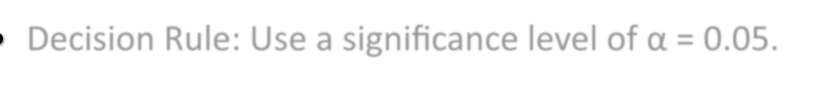 • Decision Rule: Use a significance level of α = 0.05.